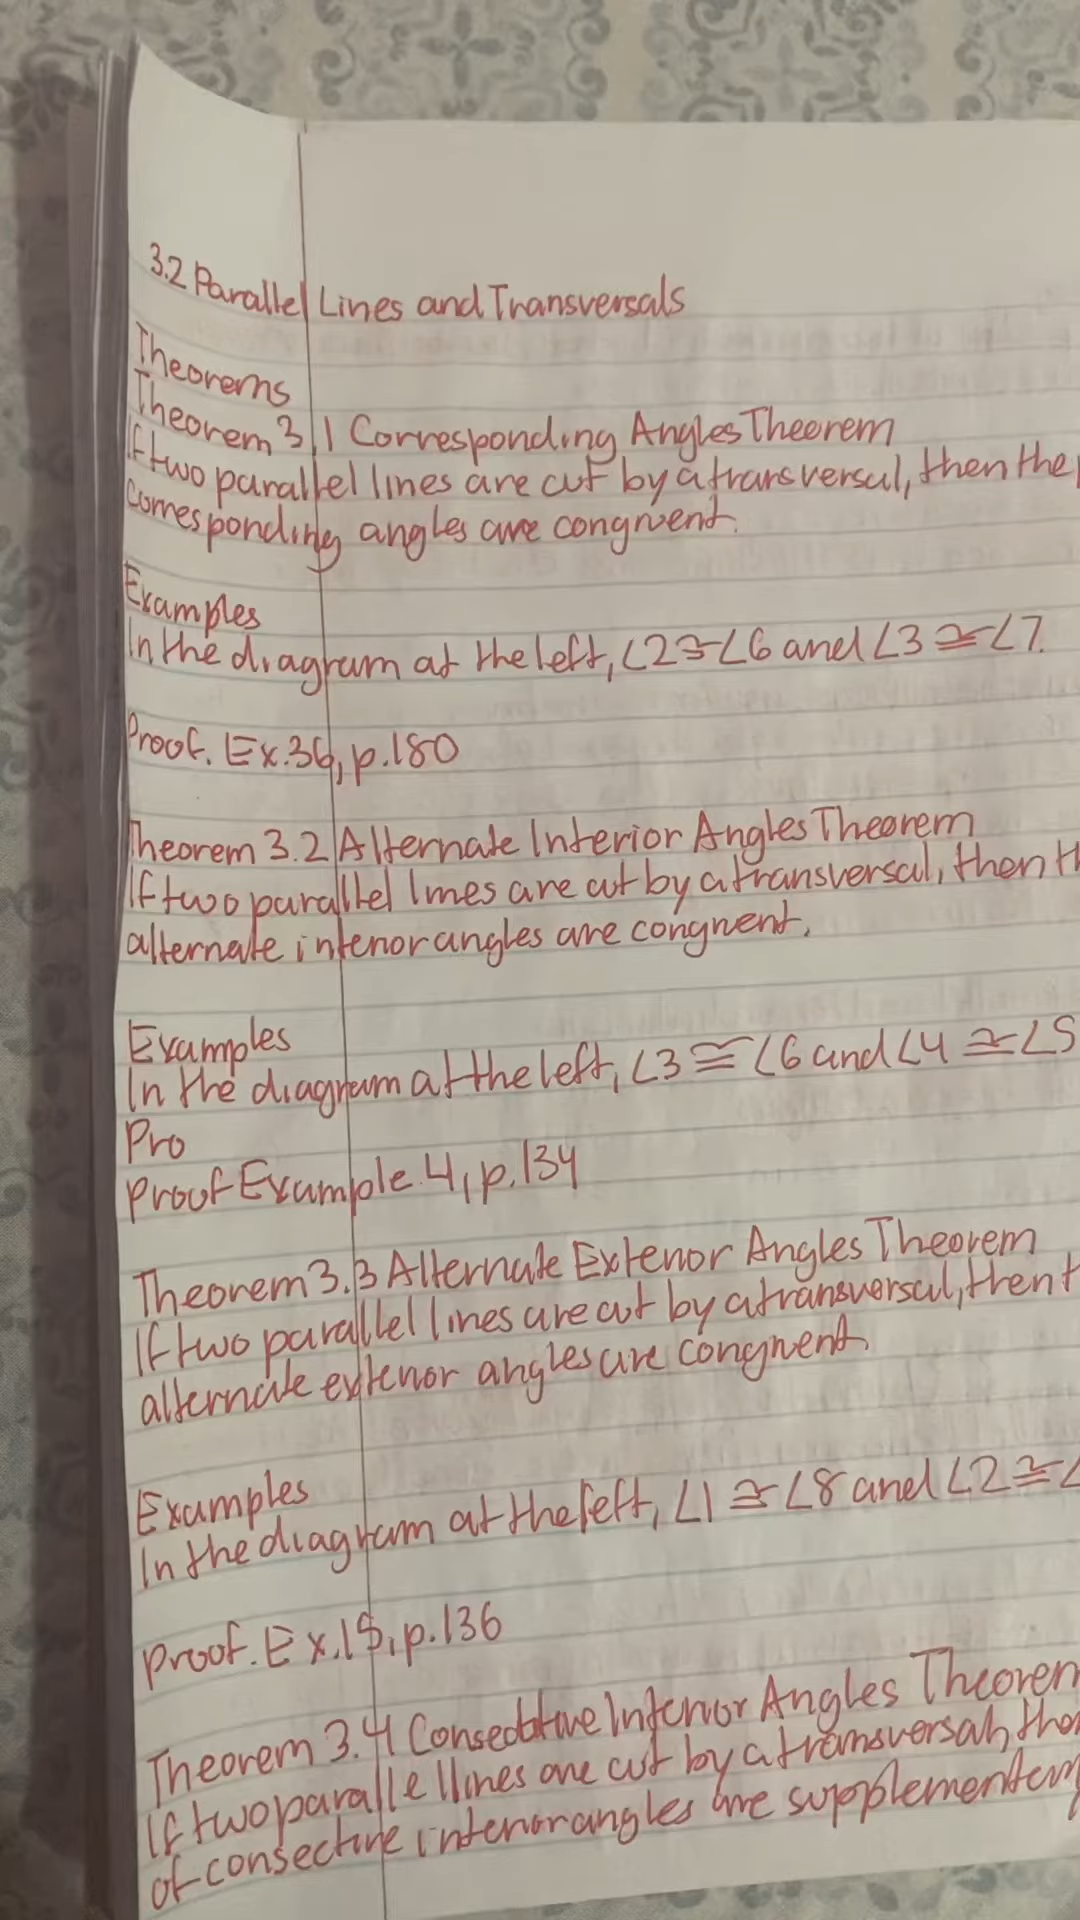 3.2 Parallel Lines and Transversals
Theorems
Theorem 3.1 Corresponding Angles Theorem
If two parallel lines are cut by a transversal, then the
corresponding angles are congruent.
Examples
In the diagram at the left, ∠2≅∠6 and ∠3≅∠7.
Proof. Ex.36, p.180
Theorem 3.2 Alternate Interior Angles Theorem
If two parallel lines are cut by a transversal, then
alternate interior angles are congruent.
Examples
In the diagram at the left, ∠3≅∠6 and ∠4≅∠5
Pro
Proof Example.4, p.134
Theorem 3.3 Alternate Exterior Angles Theorem
If two parallel lines are cut by a transversal, then
alternate exterior angles are congruent.
Examples
In the diagram at the left, ∠1≅∠8 and ∠2≅∠
Proof. Ex.15, p.136
Theorem 3.4 Interior Angles Theorem
If two parallel lines are cut by a transversal,
of consective interior angles are supplementary